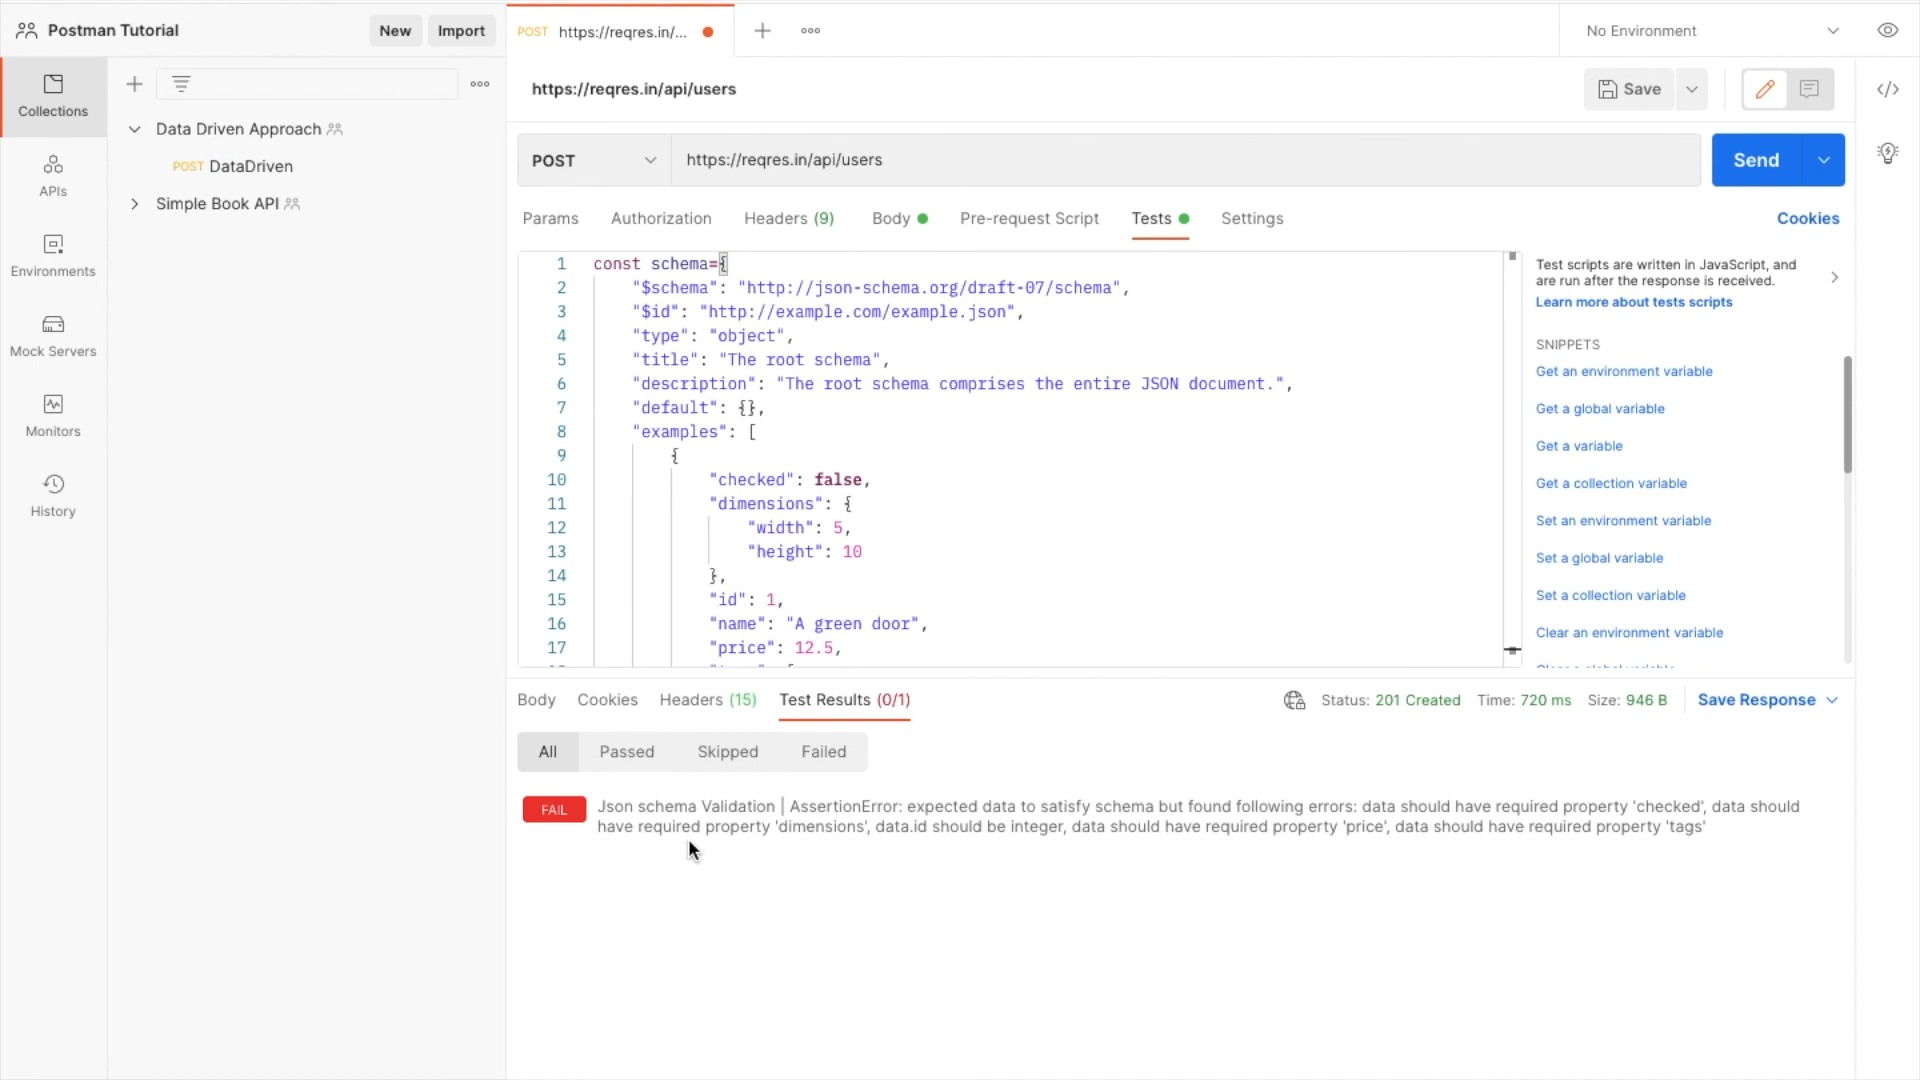 Postman Tutorial
New
Import
POST https://reqres.in/...
No Environment
Collections
APIs
Environments
Mock Servers
Monitors
History
Data Driven Approach
POST DataDriven
Simple Book API
https://reqres.in/api/users
Save
POST
https://reqres.in/api/users
Send
Params
Authorization
Headers (9)
Body
Pre-request Script
Tests
Settings
Cookies
1 const schema={
2 "$schema": "http://json-schema.org/draft-07/schema",
3 "$id": "http://example.com/example.json",
4 "type": "object",
5 "title": "The root schema",
6 "description": "The root schema comprises the entire JSON document.",
7 "default": {},
8 "examples": [
9 {
10 "checked": false,
11 "dimensions": {
12 "width": 5,
13 "height": 10
14 },
15 "id": 1,
16 "name": "A green door",
17 "price": 12.5,
Test scripts are written in JavaScript, and
are run after the response is received.
Learn more about tests scripts
SNIPPETS
Get an environment variable
Get a global variable
Get a variable
Get a collection variable
Set an environment variable
Set a global variable
Set a collection variable
Clear an environment variable
Body
Cookies
Headers (15)
Test Results (0/1)
Status: 201 Created
Time: 720 ms
Size: 946 B
Save Response
All
Passed
Skipped
Failed
FAIL
Json schema Validation | AssertionError: expected data to satisfy schema but found following errors: data should have required property 'checked', data should
have required property 'dimensions', data.id should be integer, data should have required property 'price', data should have required property 'tags'